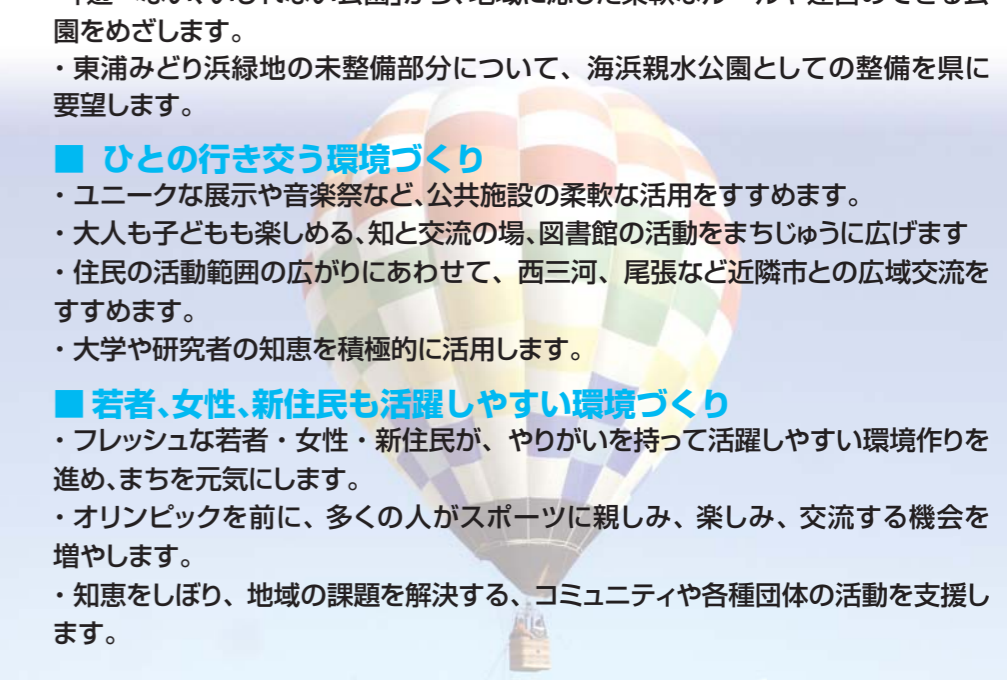 園をめざします。
・東浦みどり浜緑地の未整備部分について、海浜親水公園としての整備を県に
要望します。
■ ひとの行き交う環境づくり
・ユニークな展示や音楽祭など、公共施設の柔軟な活用をすすめます。
・大人も子どもも楽しめる、知と交流の場、図書館の活動をまちじゅうに広げます
・住民の活動範囲の広がりにあわせて、西三河、尾張など近隣市との広域交流を
すすめます。
・大学や研究者の知恵を積極的に活用します。
■ 若者、女性、新住民も活躍しやすい環境づくり
・フレッシュな若者・女性・新住民が、やりがいを持って活躍しやすい環境作りを
進め、まちを元気にします。
・オリンピックを前に、多くの人がスポーツに親しみ、楽しみ、交流する機会を
増やします。
・知恵をしぼり、地域の課題を解決する、コミュニティや各種団体の活動を支援し
ます。